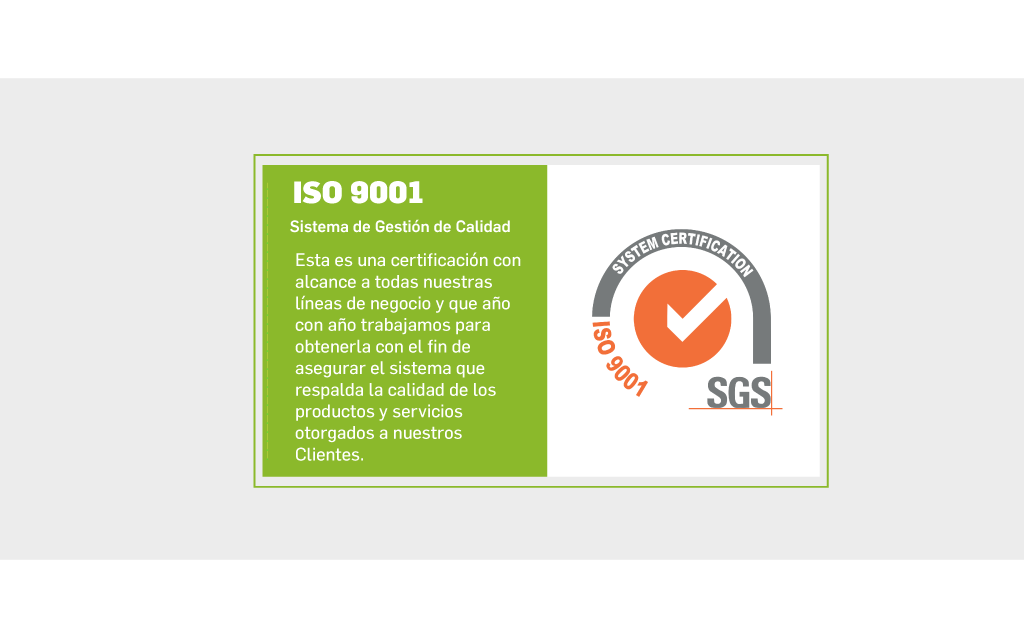 ISO 9001
Sistema de Gestión de Calidad
Esta es una certificación con
alcance a todas nuestras
líneas de negocio y que año
con año trabajamos para
obtenerla con el fin de
asegurar el sistema que
respalda la calidad de los
productos y servicios
otorgados a nuestros
Clientes.
SYSTEM CERTIFICATION
ISO 9001
SGS